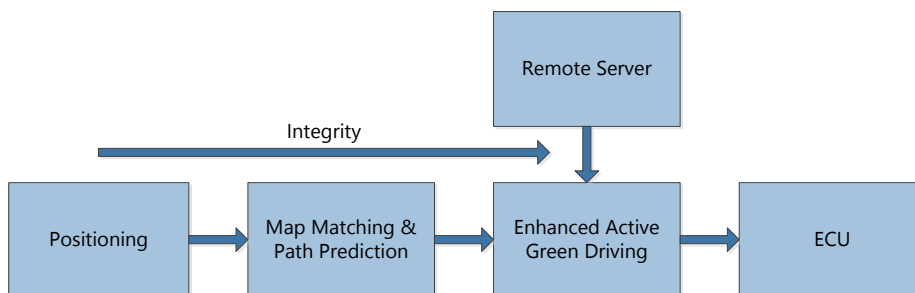 Remote Server
Integrity
Positioning
Map Matching &
Path Prediction
Enhanced Active
Green Driving
ECU